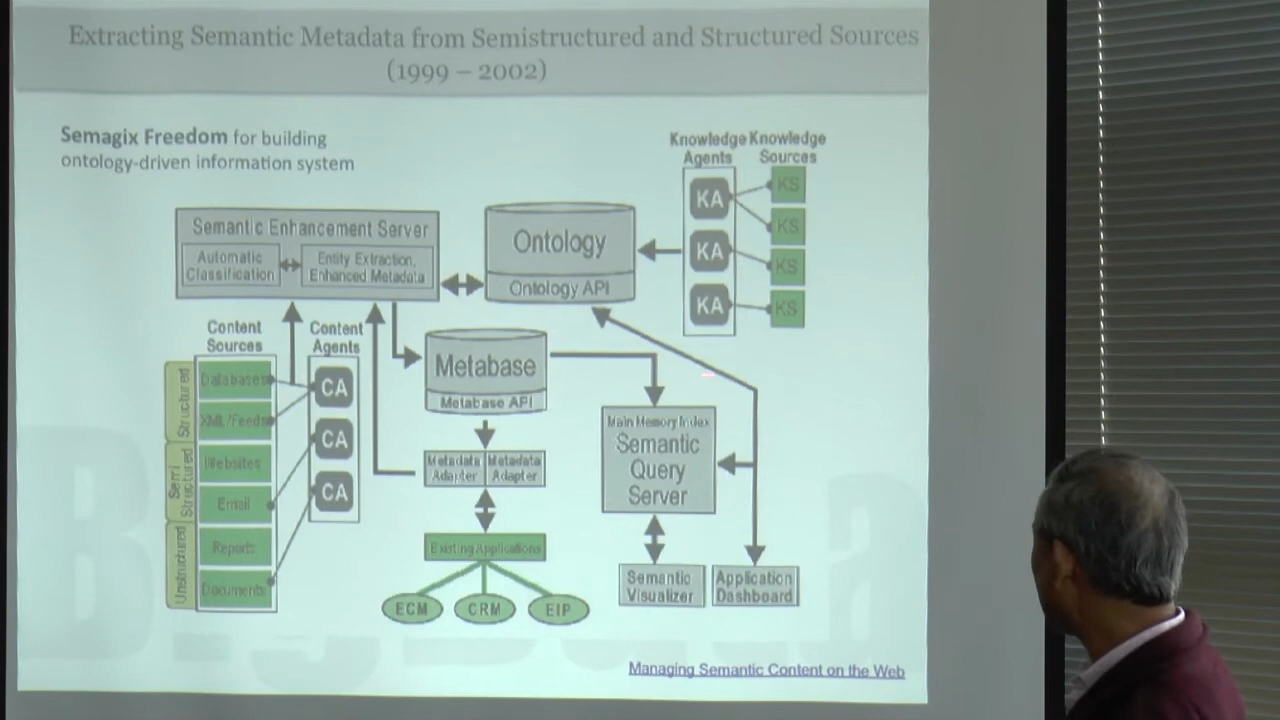 Extracting Semantic Metadata from Semistructured and Structured Sources
(1999 – 2002)
Semagix Freedom for building
ontology-driven information system
Knowledge Knowledge
Agents Sources
KA
KS
KS
KA
KS
KA
KS
Semantic Enhancement Server
Automatic
Classification
Entity Extraction,
Enhanced Metadata
Ontology
Ontology API
Content
Sources
Content
Agents
Structured
Semi
Structured
Unstructured
Databases
XML/Feeds
Websites
Email
Reports
Documents
CA
CA
CA
Metabase
Metabase API
Metadata
Adapter
Metadata
Adapter
Existing Applications
ECM
CRM
EIP
Main Memory Index
Semantic
Query
Server
Semantic
Visualizer
Application
Dashboard
Managing Semantic Content on the Web
Big Data